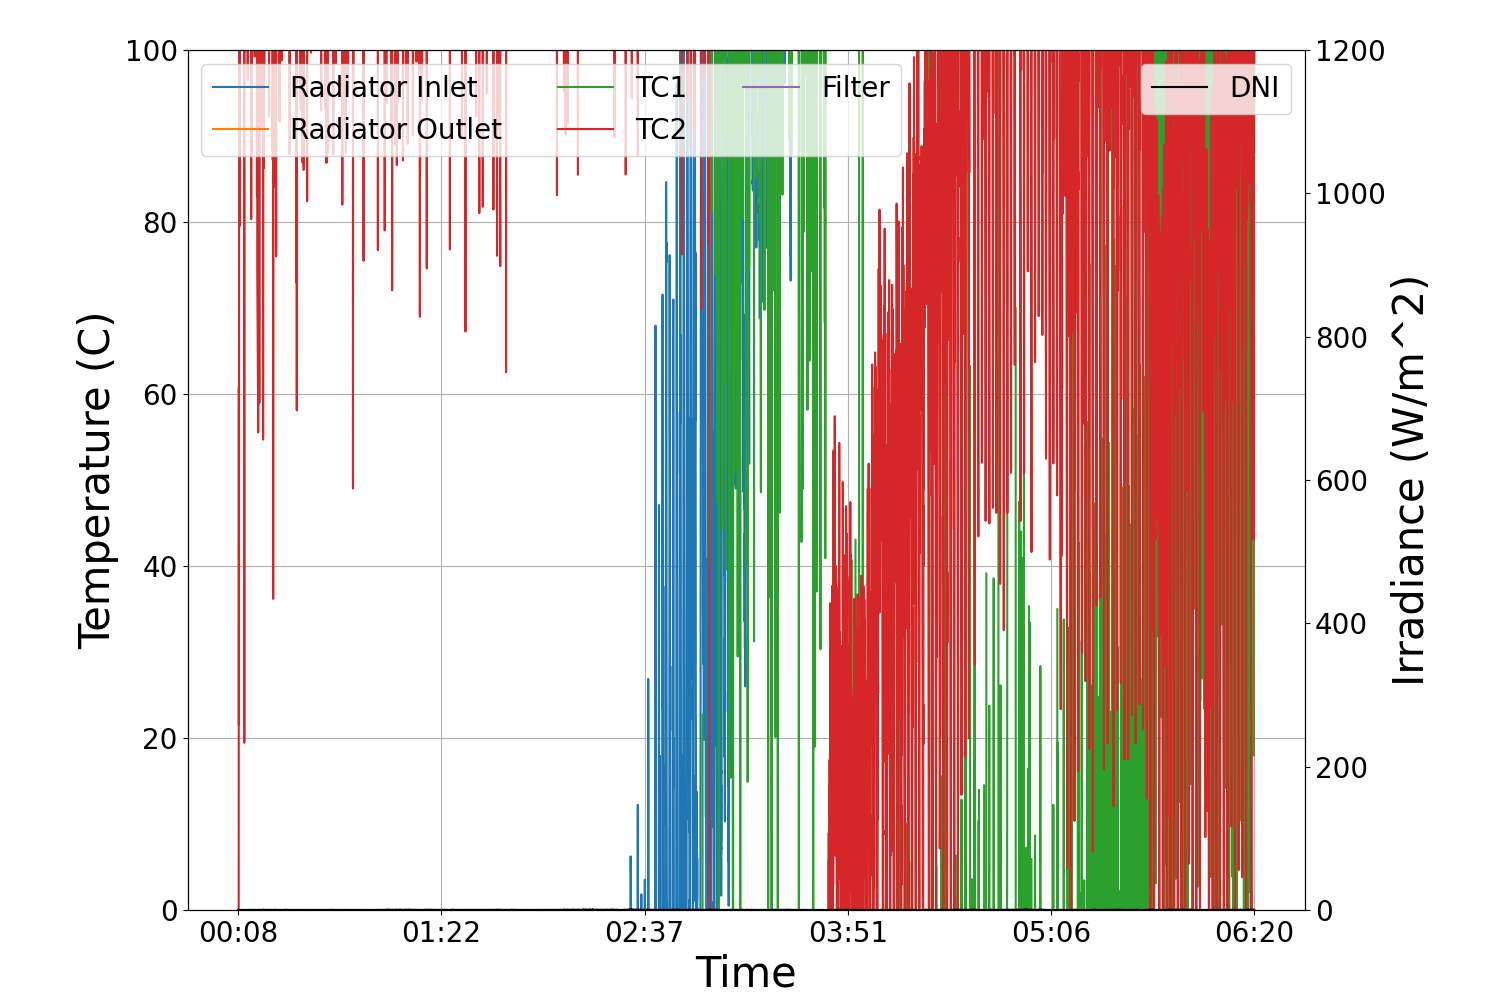 100
80
60
40
20
0
Temperature (C)
Radiator Inlet
Radiator Outlet
TC1
TC2
Filter
DNI
1200
1000
800
600
400
200
0
Irradiance (W/m^2)
00:08 01:22 02:37 03:51 05:06 06:20
Time